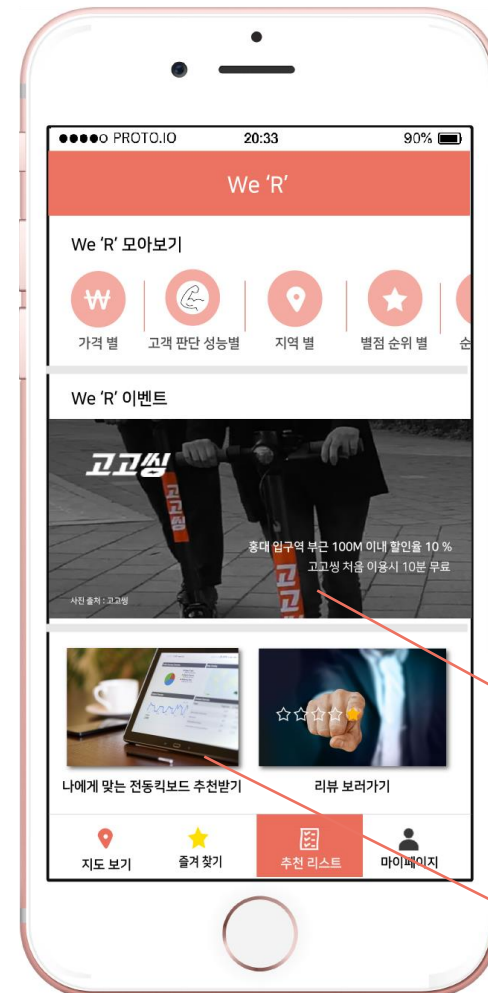 PROTO.IO 20:33 90%
We 'R'
We 'R' 모아보기
₩
가격 별 고객 판단 성능별 지역 별 별점 순위 별 순
We 'R' 이벤트
고고씽
고고씽
홍대 입구역 부근 100M 이내 할인율 10 %
고고
고고씽 처음 이용시 10분 무료
사진 출처 : 고고씽
나에게 맞는 전동킥보드 추천받기 리뷰 보러가기
지도 보기 즐겨 찾기 추천 리스트 마이페이지